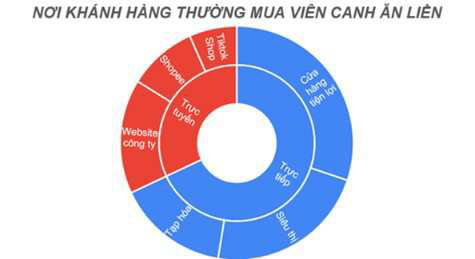 NƠI KHÁNH HÀNG THƯỜNG MUA VIÊN CANH ĂN LIỀN
Tiktok
Shop
Shopee
Website
công ty
Trực
tuyến
Cửa
hàng
tiện lợi
Trực
tiếp
Siêu thị
Tạp hóa